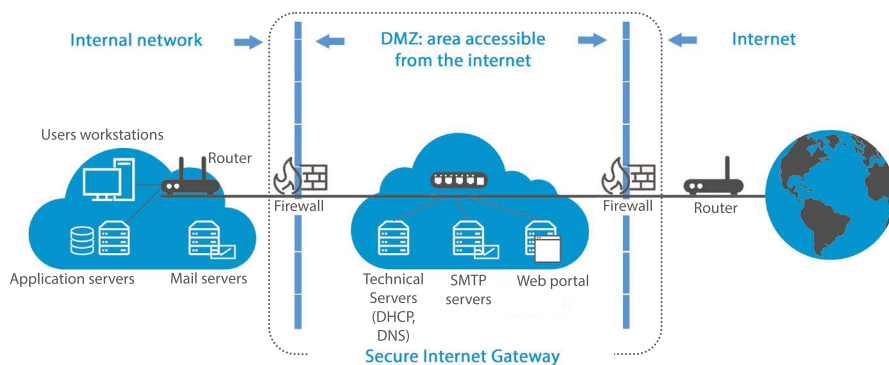 Internal network
DMZ: area accessible
from the internet
Internet
Users workstations
Router
Firewall
Firewall
Router
Application servers
Mail servers
Technical
Servers
(DHCP,
DNS)
SMTP
servers
Web portal
Secure Internet Gateway